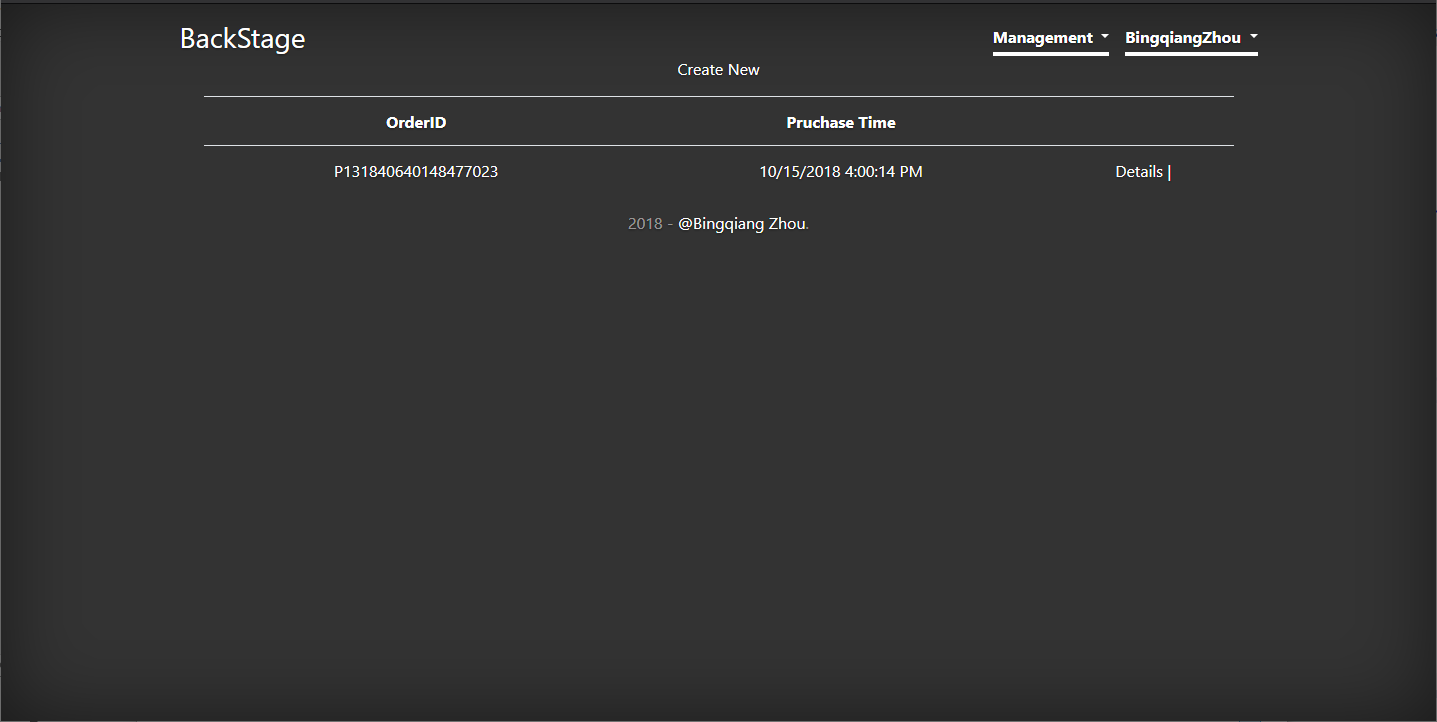 BackStage Management BingqiangZhou
Create New
OrderID Pruchase Time
P131840640148477023 10/15/2018 4:00:14 PM Details |
2018 - @Bingqiang Zhou.